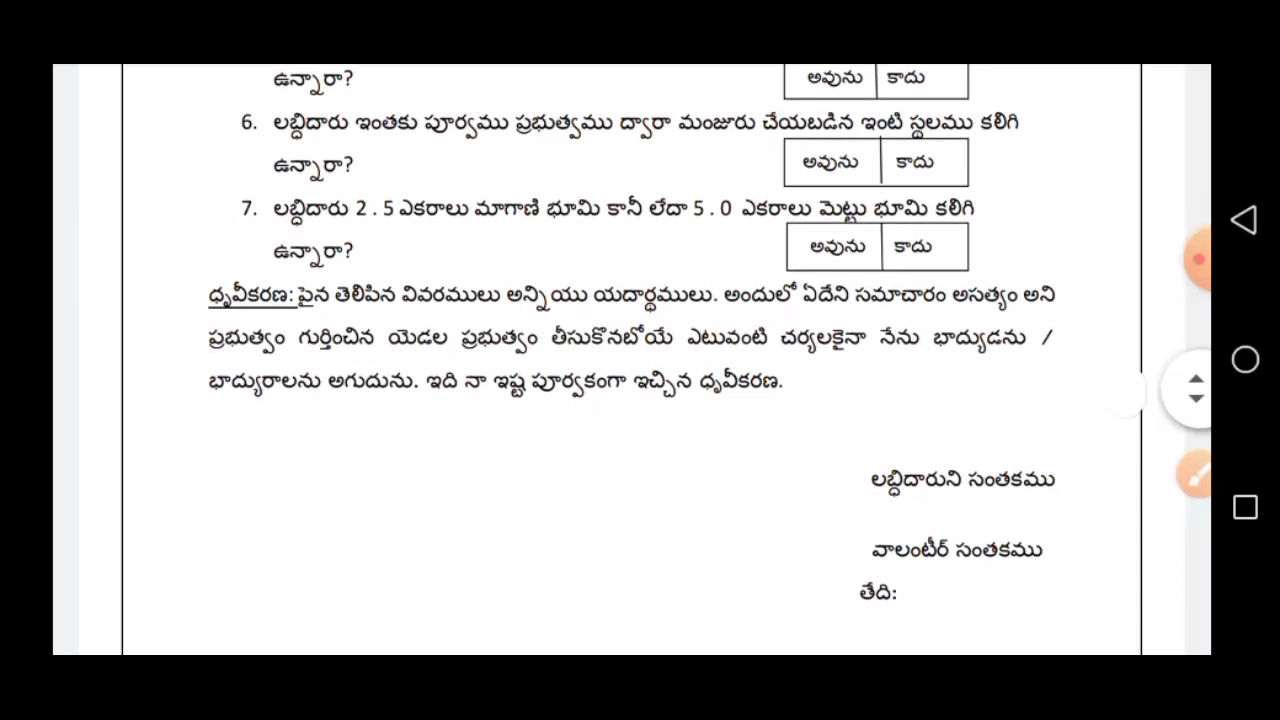 ఉన్నారా? అవును కాదు
6. లబ్ధిదారు ఇంతకు పూర్వము ప్రభుత్వము ద్వారా మంజురు చేయబడిన ఇంటి స్థలము కలిగి
ఉన్నారా? అవును కాదు
7. లబ్ధిదారు 2 . 5 ఎకరాలు మాగాణి భూమి కానీ లేదా 5 . 0 ఎకరాలు మెట్టు భూమి కలిగి
ఉన్నారా? అవును కాదు
ధృవీకరణ: పైన తెలిపిన వివరములు అన్నియు యదార్థములు. అందులో ఏదేని సమాచారం అసత్యం అని
ప్రభుత్వం గుర్తించిన యెడల ప్రభుత్వం తీసుకొనబోయే ఎటువంటి చర్యలకైనా నేను భాద్యుడను /
భాద్యురాలను అగుదును. ఇది నా ఇష్ట పూర్వకంగా ఇచ్చిన ధృవీకరణ.
లబ్ధిదారుని సంతకము
వాలంటీర్ సంతకము
తేది: